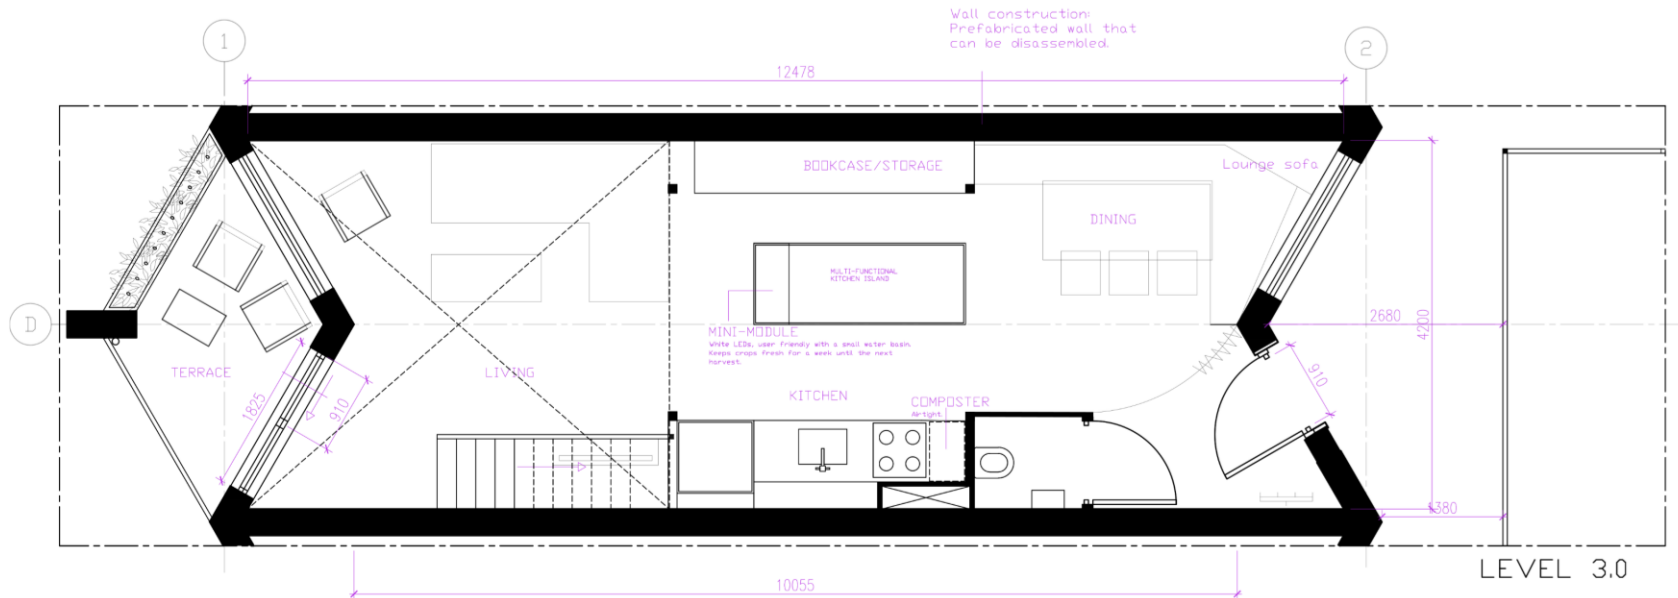 Wall construction:
Prefabricated wall that
can be disassembled.
1
2
12478
BOOKCASE/STORAGE
Lounge sofa
DINING
MULTI-FUNCTIONAL
KITCHEN ISLAND
D
2680
4200
MINI-MODULE
White LEDs, user friendly with a small water basin.
Keeps crops fresh for a week until the next
harvest.
TERRACE
LIVING
910
1825
910
KITCHEN
COMPOSTER
Airtight.
1380
LEVEL 3.0
10055